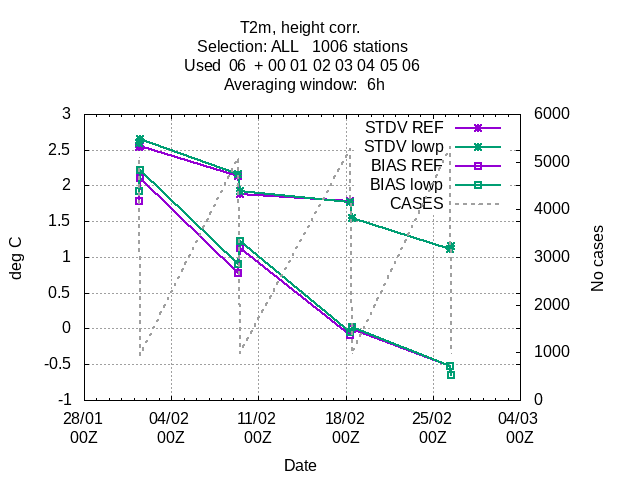 T2m, height corr.
Selection: ALL   1006 stations
Used  06  + 00 01 02 03 04 05 06
Averaging window:  6h
3
2.5
2
1.5
1
0.5
0
-0.5
-1
deg C
6000
5000
4000
3000
2000
1000
0
No cases
STDV REF
STDV lowp
BIAS REF
BIAS lowp
CASES
28/01 04/02 11/02 18/02 25/02 04/03
00Z 00Z 00Z 00Z 00Z 00Z
Date